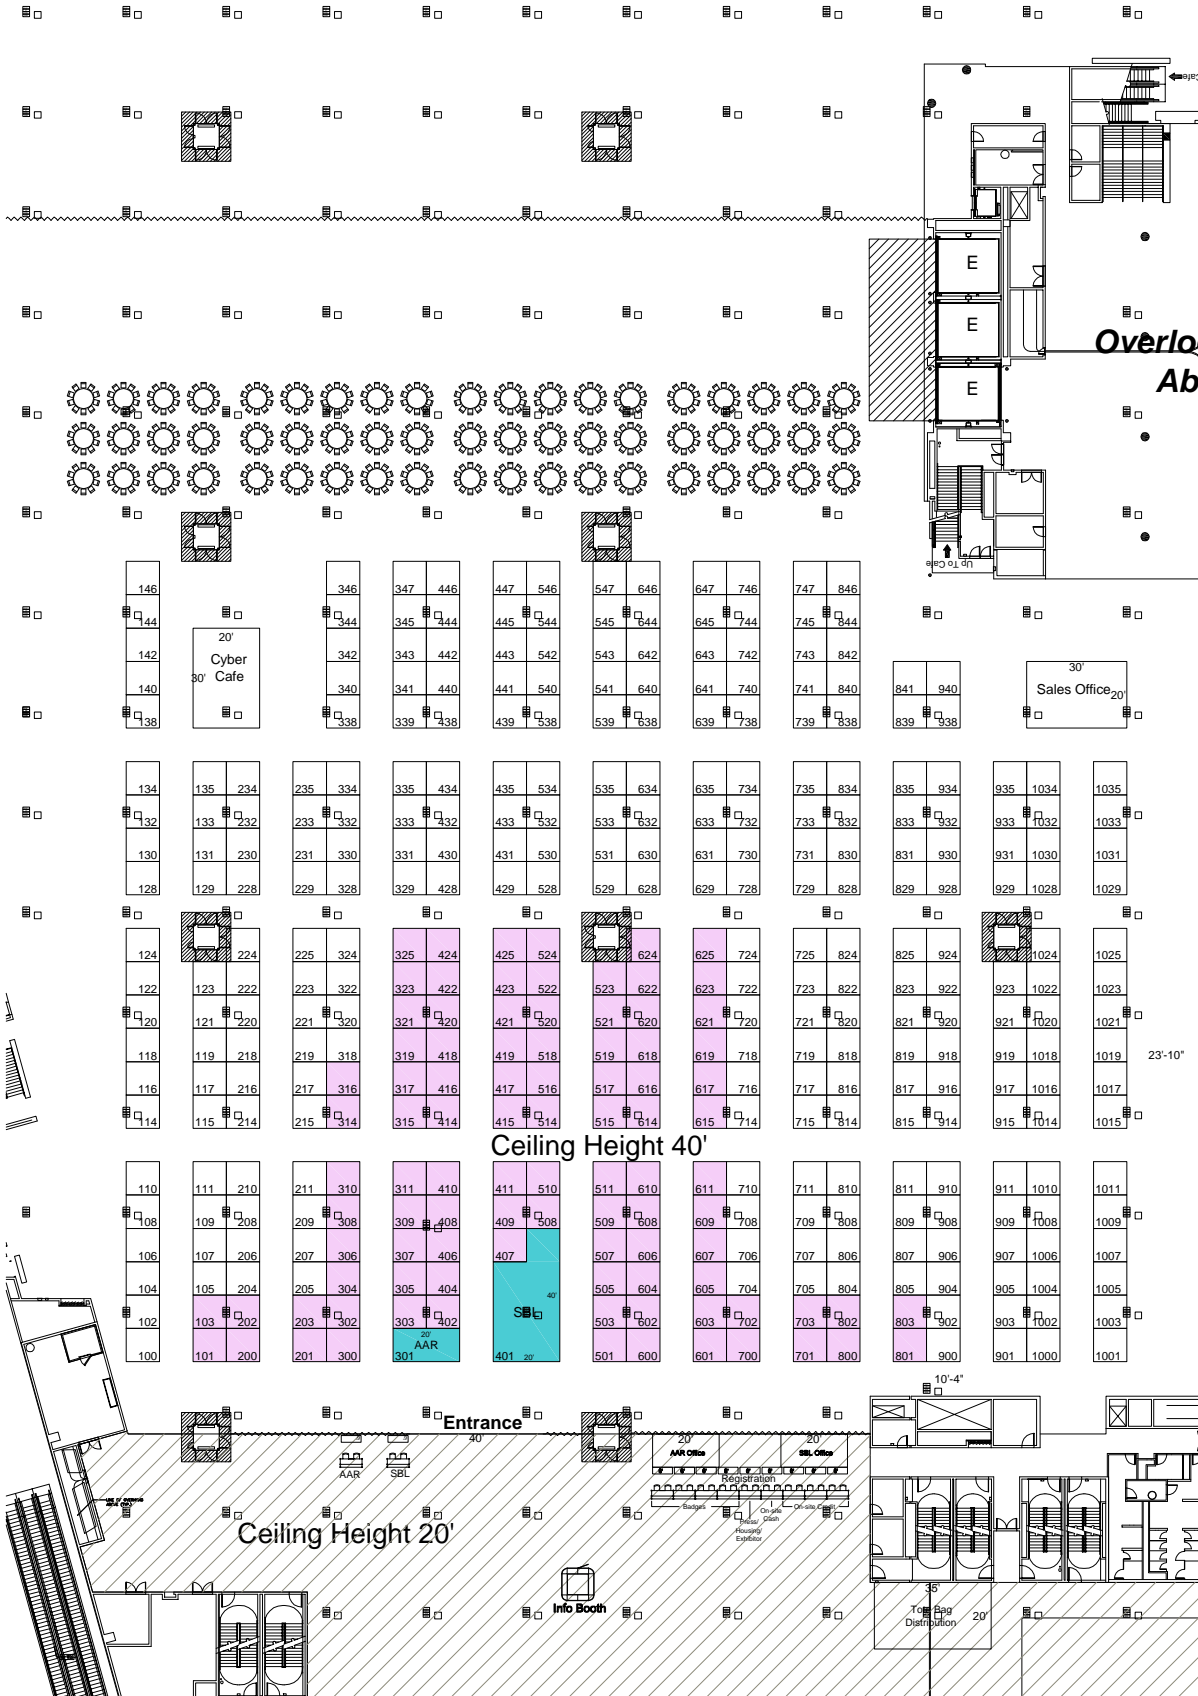 Cafe
E
E
Overlo
Ab
E
Up To Cafe
146 346 347 446 447 546 547 646 647 746 747 846
144 344 345 444 445 544 545 644 645 744 745 844
20'
142 342 343 442 443 542 543 642 643 742 743 842
Cyber
Cafe
30'
30'
140 340 341 440 441 540 541 640 641 740 741 840 841 940
Sales Office 20'
138 338 339 438 439 538 539 638 639 738 739 838 839 938
134 135 234 235 334 335 434 435 534 535 634 635 734 735 834 835 934 935 1034 1035
132 133 232 233 332 333 432 433 532 533 632 633 732 733 832 833 932 933 1032 1033
130 131 230 231 330 331 430 431 530 531 630 631 730 731 830 831 930 931 1030 1031
128 129 228 229 328 329 428 429 528 529 628 629 728 729 828 829 928 929 1028 1029
124 224 225 324 325 424 425 524 624 625 724 725 824 825 924 1024 1025
122 123 222 223 322 323 422 423 522 523 622 623 722 723 822 823 922 923 1022 1023
120 121 220 221 320 321 420 421 520 521 620 621 720 721 820 821 920 921 1020 1021
118 119 218 219 318 319 418 419 518 519 618 619 718 719 818 819 918 919 1018 1019
23'-10"
116 117 216 217 316 317 416 417 516 517 616 617 716 717 816 817 916 917 1016 1017
114 115 214 215 314 315 414 415 514 515 614 615 714 715 814 815 914 915 1014 1015
Ceiling Height 40'
110 111 210 211 310 311 410 411 510 511 610 611 710 711 810 811 910 911 1010 1011
108 109 208 209 308 309 408 409 508 509 608 609 708 709 808 809 908 909 1008 1009
106 107 206 207 306 307 406 407 507 606 607 706 707 806 807 906 907 1006 1007
104 105 204 205 304 305 404 505 604 605 704 705 804 805 904 905 1004 1005
40'
SBL
102 103 202 203 302 303 402 503 602 603 702 703 802 803 902 903 1002 1003
20'
AAR
100 101 200 201 300 301 401 20' 501 600 601 700 701 800 801 900 901 1000 1001
10'-4"
Entrance
40' 20' 20'
AAR Office SBL Office
AAR SBL
Registration
Badges On-site Cash On-site Credit
Press/
Housing/
Exhibitor
Ceiling Height 20'
Info Booth
35'
Tote Bag
Distribution
20'